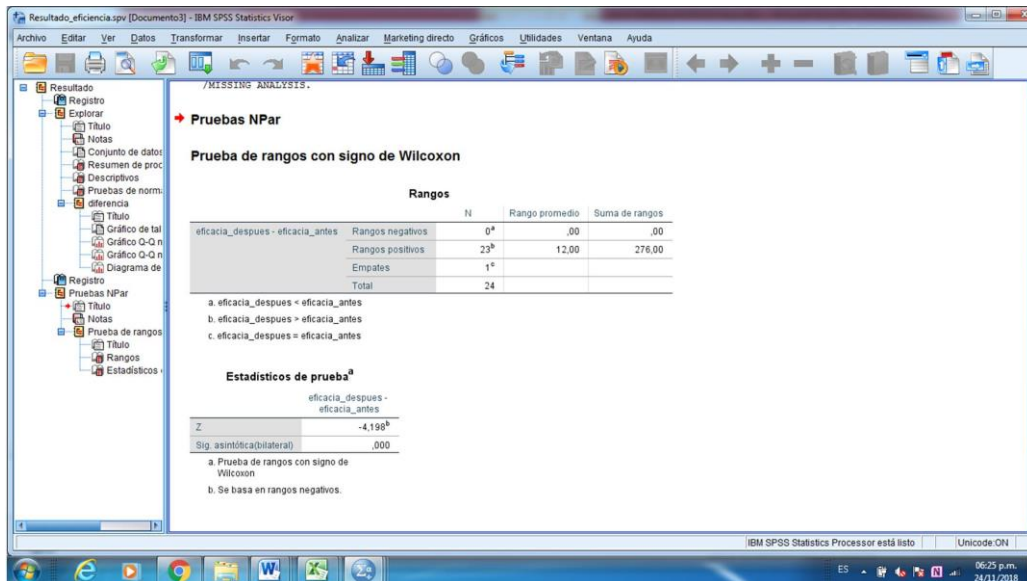 Resultado_eficiencia.spv [Documento3] - IBM SPSS Statistics Visor
Archivo Editar Ver Datos Transformar Insertar Formato Analizar Marketing directo Gráficos Utilidades Ventana Ayuda
Resultado
Registro
Explorar
Título
Notas
Conjunto de datos
Resumen de proc
Descriptivos
Pruebas de norm
diferencia
Título
Gráfico de tal
Gráfico Q-Q n
Gráfico Q-Q n
Diagrama de
Registro
Pruebas NPar
Título
Notas
Prueba de rangos
Título
Rangos
Estadísticos
/MISSING ANALYSIS.
Pruebas NPar
Prueba de rangos con signo de Wilcoxon
Rangos
N Rango promedio Suma de rangos
eficacia_despues - eficacia_antes Rangos negativos 0a ,00 ,00
Rangos positivos 23b 12,00 276,00
Empates 1c
Total 24
a. eficacia_despues < eficacia_antes
b. eficacia_despues > eficacia_antes
c. eficacia_despues = eficacia_antes
Estadísticos de pruebaa
eficacia_despues -
eficacia_antes
Z -4,198b
Sig. asintótica(bilateral) ,000
a. Prueba de rangos con signo de
Wilcoxon
b. Se basa en rangos negativos.
IBM SPSS Statistics Processor está listo Unicode:ON
ES 06:25 p.m.
24/11/2018